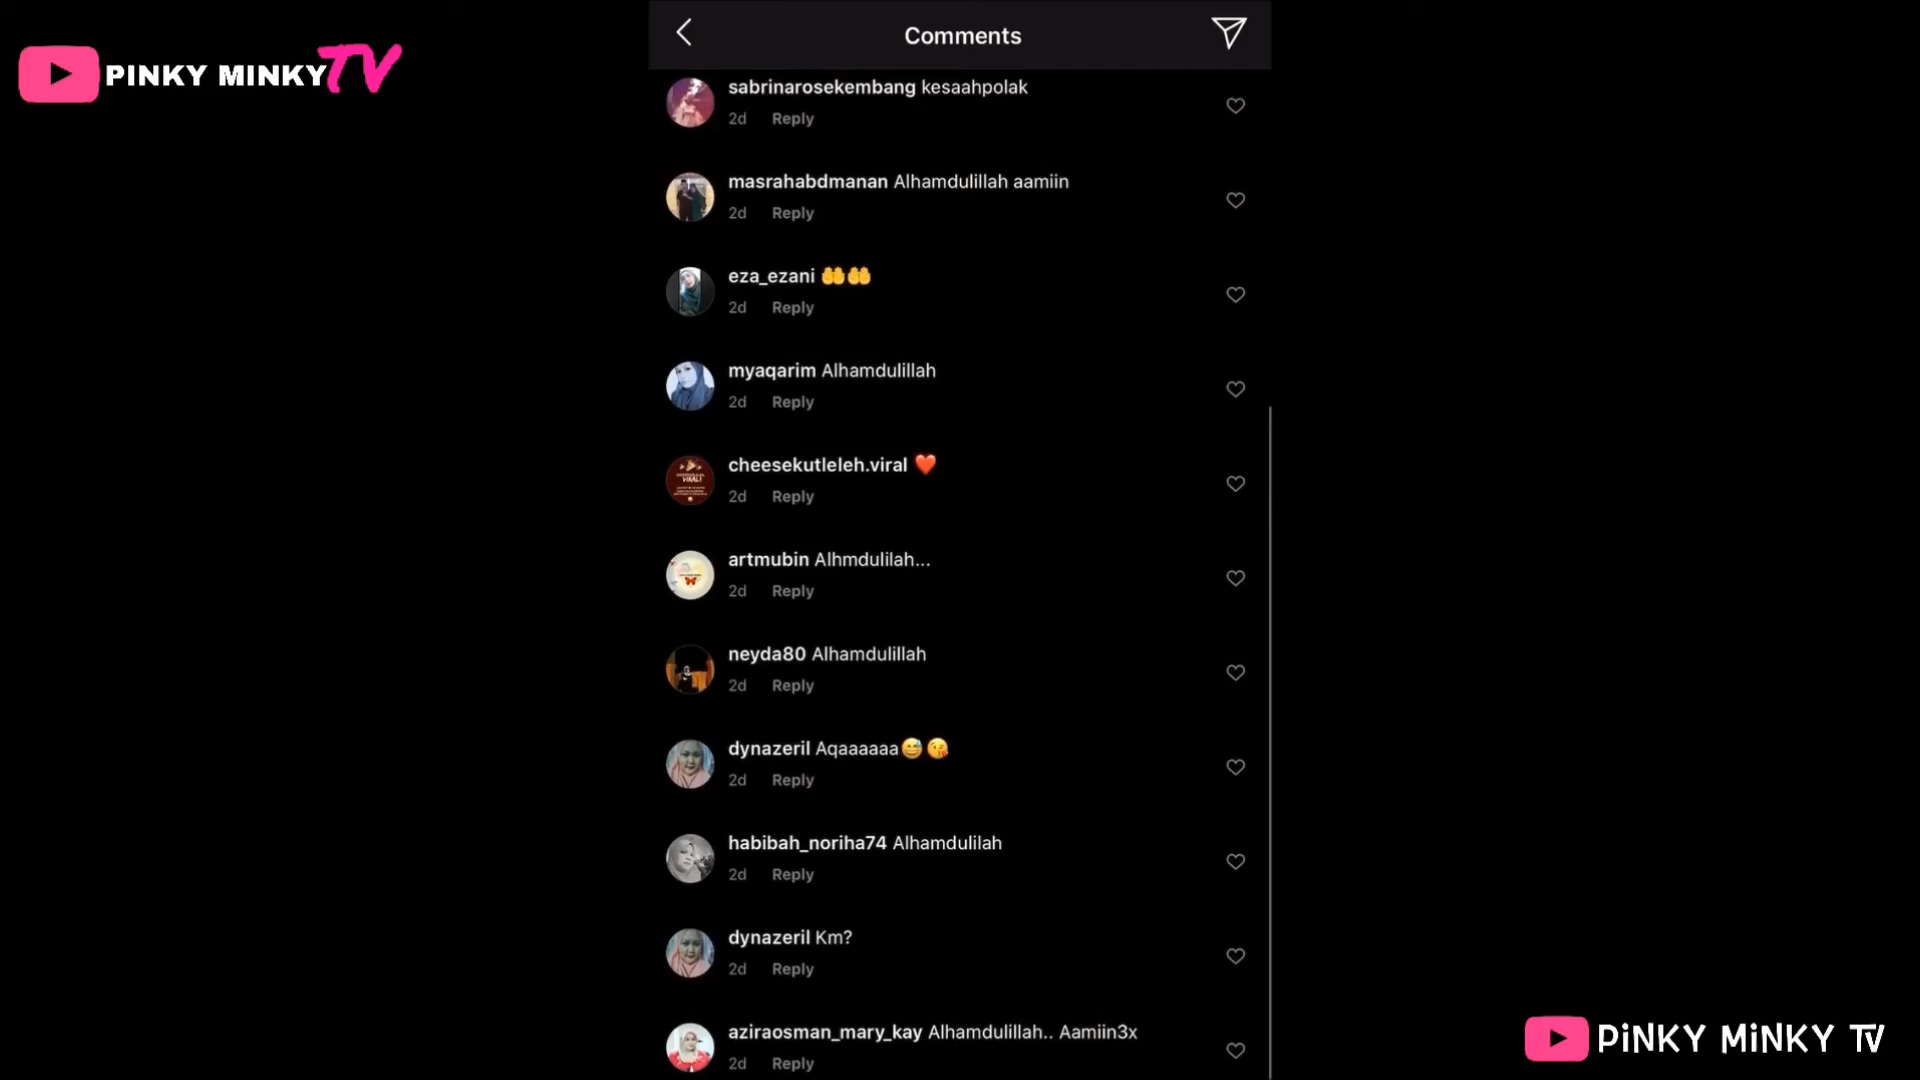 PINKY MINKY TV
Comments
sabrinarosekembang kesaahpolak
2d Reply
masrahabdmanan Alhamdulillah aamiin
2d Reply
eza_ezani 🤲🤲
2d Reply
myaqarim Alhamdulillah
2d Reply
cheesekutleleh.viral ❤️
2d Reply
artmubin Alhmdulilah...
2d Reply
neyda80 Alhamdulillah
2d Reply
dynazeril Aqaaaaaa😅😘
2d Reply
habibah_noriha74 Alhamdulilah
2d Reply
dynazeril Km?
2d Reply
aziraosman_mary_kay Alhamdulillah.. Aamiin3x
2d Reply
PiNKY MiNKY TV